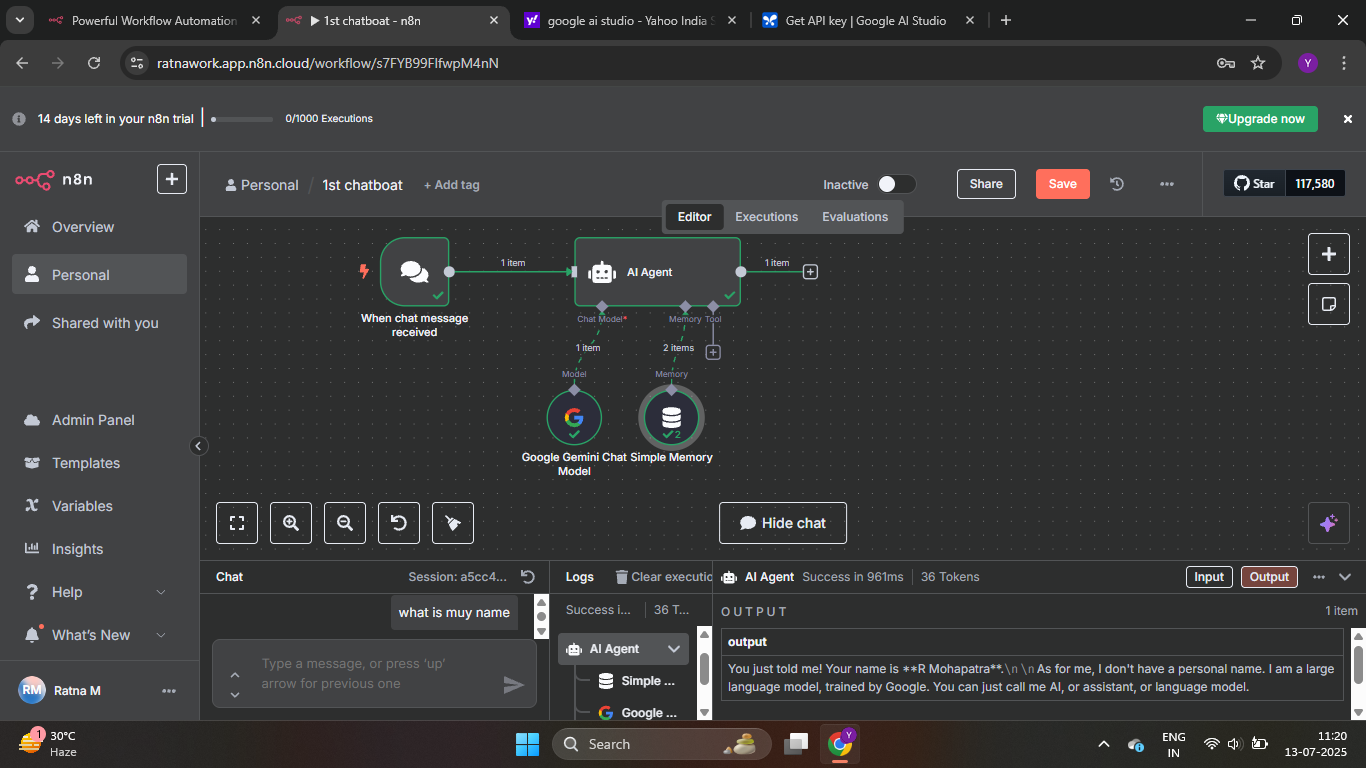 Powerful Workflow Automation
1st chatboat - n8n
google ai studio - Yahoo India S
Get API key | Google AI Studio
ratnawork.app.n8n.cloud/workflow/s7FYB99FlfwpM4nN
Y
14 days left in your n8n trial
0/1000 Executions
Upgrade now
n8n
Personal / 1st chatboat + Add tag
Inactive
Share
Save
Star 117,580
Editor Executions Evaluations
Overview
Personal
Shared with you
Admin Panel
Templates
Variables
Insights
Help
What's New
RM Ratna M
1 item
AI Agent
1 item
When chat message
received
Chat Model*
Memory
Tool
1 item
2 items
Model
Memory
2
Google Gemini Chat
Model
Simple Memory
Hide chat
Chat
Session: a5cc4...
what is muy name
Type a message, or press 'up'
arrow for previous one
Logs
Clear executio
Success i...
36 T...
AI Agent
Simple ...
Google ...
AI Agent Success in 961ms 36 Tokens
Input
Output
OUTPUT
1 item
output
You just told me! Your name is **R Mohapatra**.\n \n As for me, I don't have a personal name. I am a large
language model, trained by Google. You can just call me AI, or assistant, or language model.
1
30°C
Haze
Search
Y
ENG
IN
11:20
13-07-2025